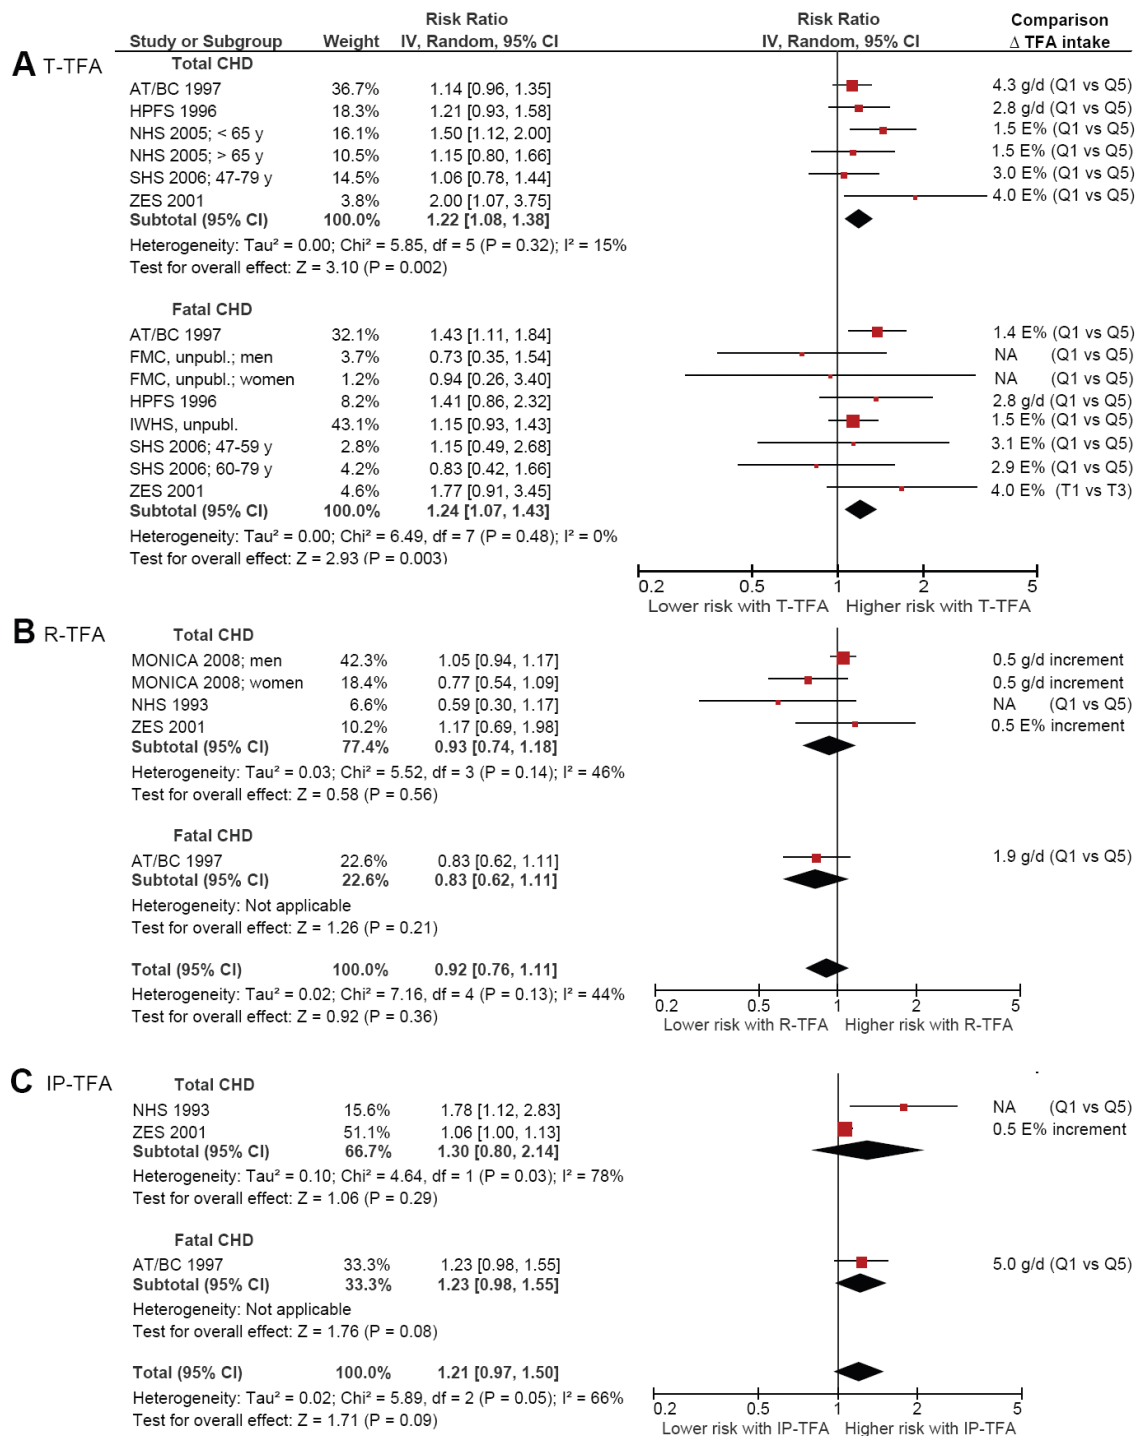 Risk Ratio Risk Ratio Comparison
Study or Subgroup Weight IV, Random, 95% CI IV, Random, 95% CI Δ TFA intake
A T-TFA Total CHD
AT/BC 1997 36.7% 1.14 [0.96, 1.35] 4.3 g/d (Q1 vs Q5)
HPFS 1996 18.3% 1.21 [0.93, 1.58] 2.8 g/d (Q1 vs Q5)
NHS 2005; < 65 y 16.1% 1.50 [1.12, 2.00] 1.5 E% (Q1 vs Q5)
NHS 2005; > 65 y 10.5% 1.15 [0.80, 1.66] 1.5 E% (Q1 vs Q5)
SHS 2006; 47-79 y 14.5% 1.06 [0.78, 1.44] 3.0 E% (Q1 vs Q5)
ZES 2001 3.8% 2.00 [1.07, 3.75] 4.0 E% (Q1 vs Q5)
Subtotal (95% CI) 100.0% 1.22 [1.08, 1.38]
Heterogeneity: Tau² = 0.00; Chi² = 5.85, df = 5 (P = 0.32); I² = 15%
Test for overall effect: Z = 3.10 (P = 0.002)
Fatal CHD
AT/BC 1997 32.1% 1.43 [1.11, 1.84] 1.4 E% (Q1 vs Q5)
FMC, unpubl.; men 3.7% 0.73 [0.35, 1.54] NA (Q1 vs Q5)
FMC, unpubl.; women 1.2% 0.94 [0.26, 3.40] NA (Q1 vs Q5)
HPFS 1996 8.2% 1.41 [0.86, 2.32] 2.8 g/d (Q1 vs Q5)
IWHS, unpubl. 43.1% 1.15 [0.93, 1.43] 1.5 E% (Q1 vs Q5)
SHS 2006; 47-59 y 2.8% 1.15 [0.49, 2.68] 3.1 E% (Q1 vs Q5)
SHS 2006; 60-79 y 4.2% 0.83 [0.42, 1.66] 2.9 E% (Q1 vs Q5)
ZES 2001 4.6% 1.77 [0.91, 3.45] 4.0 E% (T1 vs T3)
Subtotal (95% CI) 100.0% 1.24 [1.07, 1.43]
Heterogeneity: Tau² = 0.00; Chi² = 6.49, df = 7 (P = 0.48); I² = 0%
Test for overall effect: Z = 2.93 (P = 0.003)
0.2 0.5 1 2 5
Lower risk with T-TFA Higher risk with T-TFA
B R-TFA Total CHD
MONICA 2008; men 42.3% 1.05 [0.94, 1.17] 0.5 g/d increment
MONICA 2008; women 18.4% 0.77 [0.54, 1.09] 0.5 g/d increment
NHS 1993 6.6% 0.59 [0.30, 1.17] NA (Q1 vs Q5)
ZES 2001 10.2% 1.17 [0.69, 1.98] 0.5 E% increment
Subtotal (95% CI) 77.4% 0.93 [0.74, 1.18]
Heterogeneity: Tau² = 0.03; Chi² = 5.52, df = 3 (P = 0.14); I² = 46%
Test for overall effect: Z = 0.58 (P = 0.56)
Fatal CHD
AT/BC 1997 22.6% 0.83 [0.62, 1.11] 1.9 g/d (Q1 vs Q5)
Subtotal (95% CI) 22.6% 0.83 [0.62, 1.11]
Heterogeneity: Not applicable
Test for overall effect: Z = 1.26 (P = 0.21)
Total (95% CI) 100.0% 0.92 [0.76, 1.11]
Heterogeneity: Tau² = 0.02; Chi² = 7.16, df = 4 (P = 0.13); I² = 44%
Test for overall effect: Z = 0.92 (P = 0.36)
0.2 0.5 1 2 5
Lower risk with R-TFA Higher risk with R-TFA
C IP-TFA Total CHD
NHS 1993 15.6% 1.78 [1.12, 2.83] NA (Q1 vs Q5)
ZES 2001 51.1% 1.06 [1.00, 1.13] 0.5 E% increment
Subtotal (95% CI) 66.7% 1.30 [0.80, 2.14]
Heterogeneity: Tau² = 0.10; Chi² = 4.64, df = 1 (P = 0.03); I² = 78%
Test for overall effect: Z = 1.06 (P = 0.29)
Fatal CHD
AT/BC 1997 33.3% 1.23 [0.98, 1.55] 5.0 g/d (Q1 vs Q5)
Subtotal (95% CI) 33.3% 1.23 [0.98, 1.55]
Heterogeneity: Not applicable
Test for overall effect: Z = 1.76 (P = 0.08)
Total (95% CI) 100.0% 1.21 [0.97, 1.50]
Heterogeneity: Tau² = 0.02; Chi² = 5.89, df = 2 (P = 0.05); I² = 66%
Test for overall effect: Z = 1.71 (P = 0.09)
0.2 0.5 1 2 5
Lower risk with IP-TFA Higher risk with IP-TFA